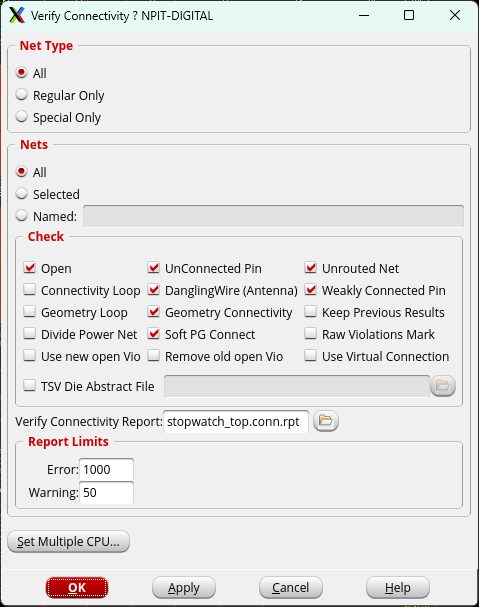 Verify Connectivity ? NPIT-DIGITAL
Net Type
All
Regular Only
Special Only
Nets
All
Selected
Named:
Check
Open UnConnected Pin Unrouted Net
Connectivity Loop DanglingWire (Antenna) Weakly Connected Pin
Geometry Loop Geometry Connectivity Keep Previous Results
Divide Power Net Soft PG Connect Raw Violations Mark
Use new open Vio Remove old open Vio Use Virtual Connection
TSV Die Abstract File
Verify Connectivity Report: stopwatch_top.conn.rpt
Report Limits
Error: 1000
Warning: 50
Set Multiple CPU...
OK Apply Cancel Help